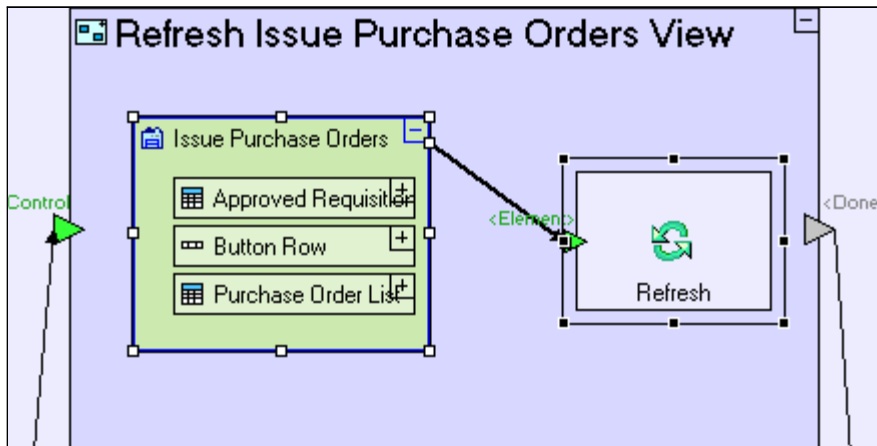 Refresh Issue Purchase Orders View
Issue Purchase Orders
Approved Requisition
Button Row
Purchase Order List
Control
<Element>
<Done
Refresh